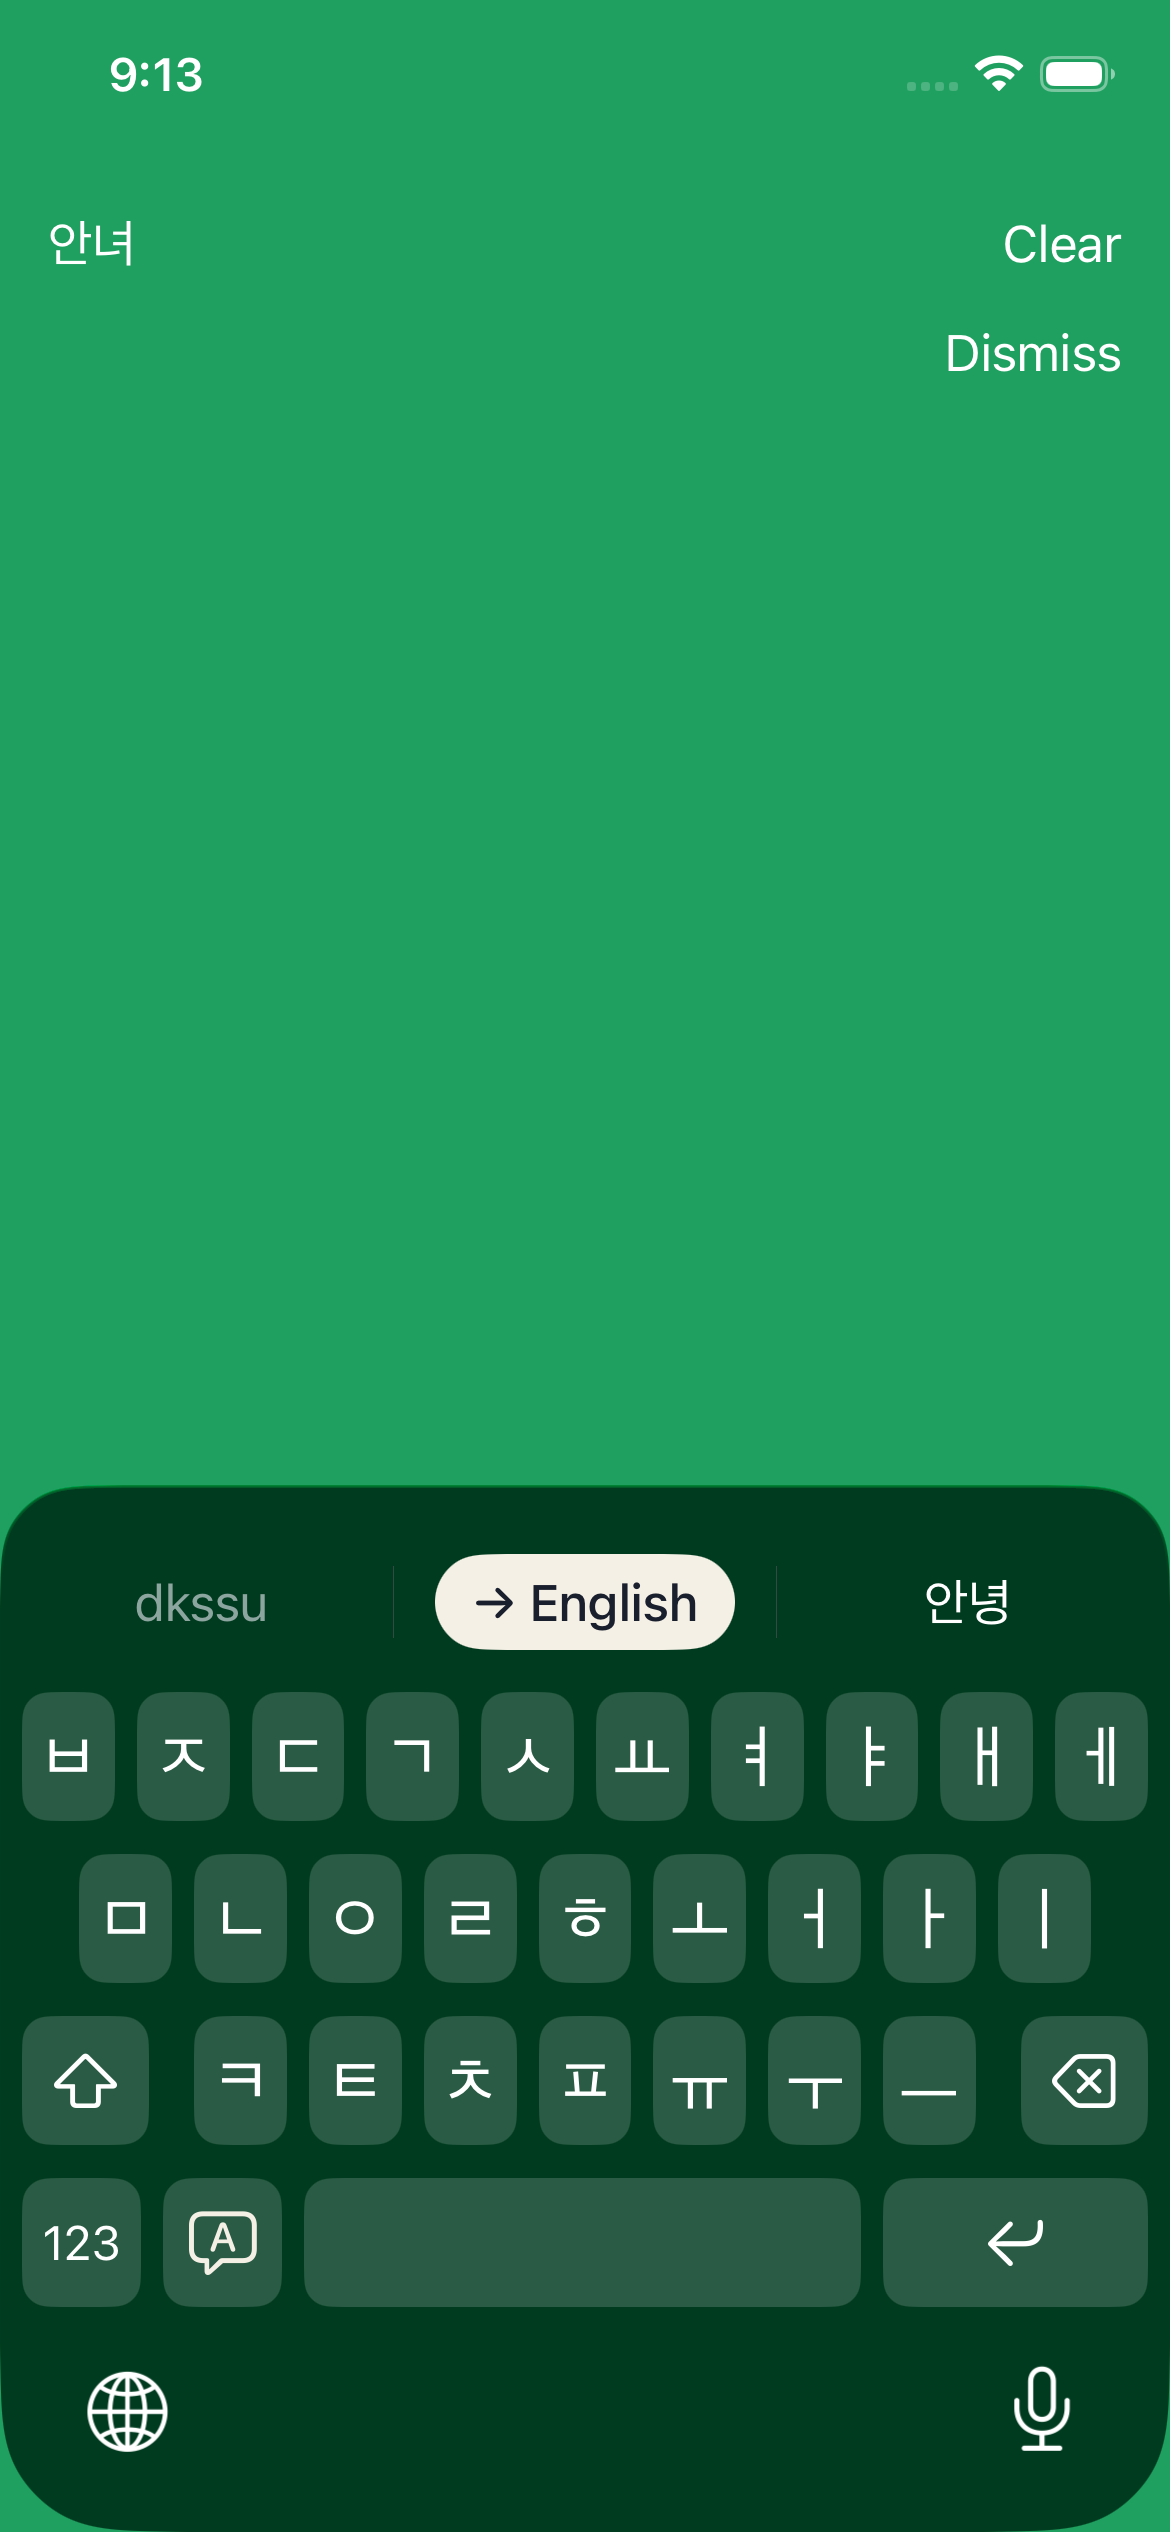 9:13
안녀 Clear
Dismiss
dkssu → English 안녕
ㅂ ㅈ ㄷ ㄱ ㅅ ㅛ ㅕ ㅑ ㅐ ㅔ
ㅁ ㄴ ㅇ ㄹ ㅎ ㅗ ㅓ ㅏ ㅣ
ㅋ ㅌ ㅊ ㅍ ㅠ ㅜ ㅡ
123 A